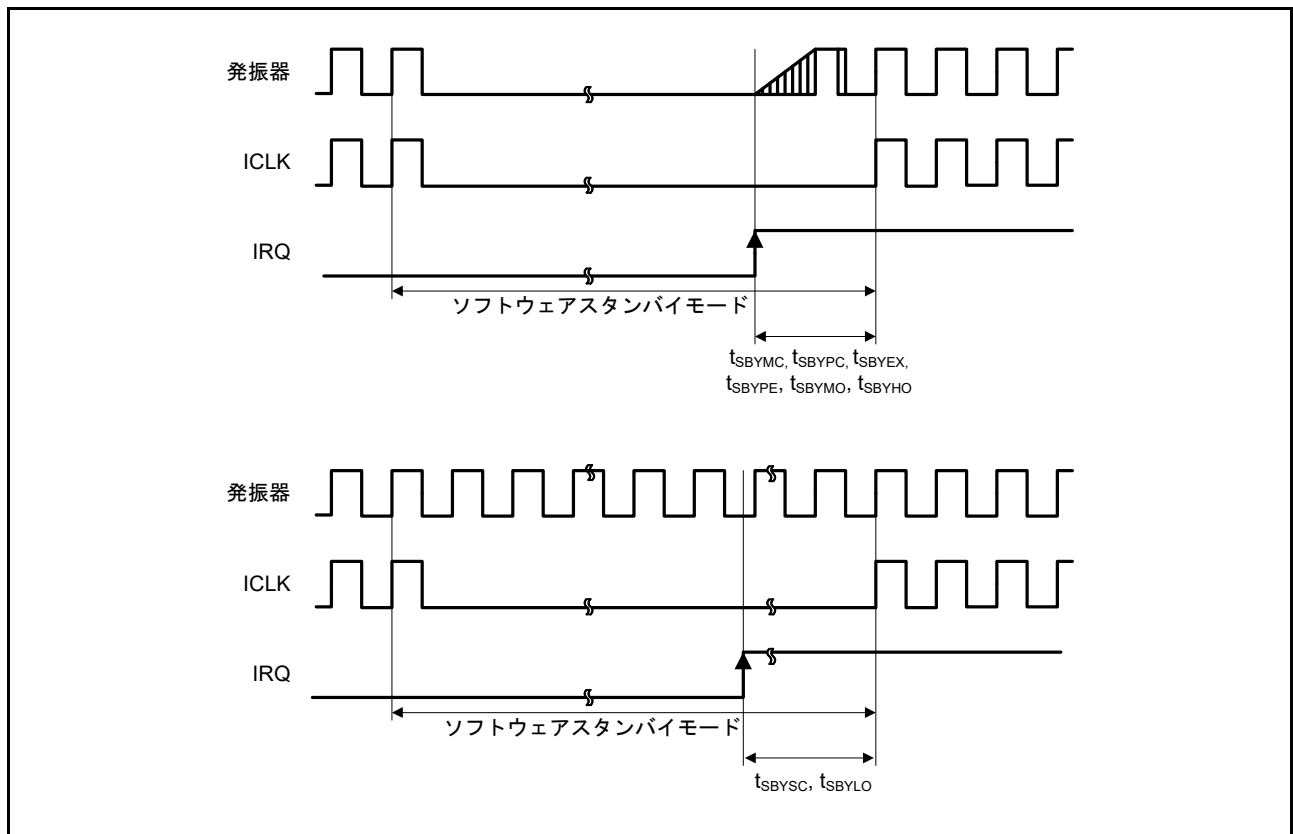 発振器
ICLK
IRQ
ソフトウェアスタンバイモード
tSBYMC, tSBYPC, tSBYEX,
tSBYPE, tSBYMO, tSBYHO
発振器
ICLK
IRQ
ソフトウェアスタンバイモード
tSBYSC, tSBYLO